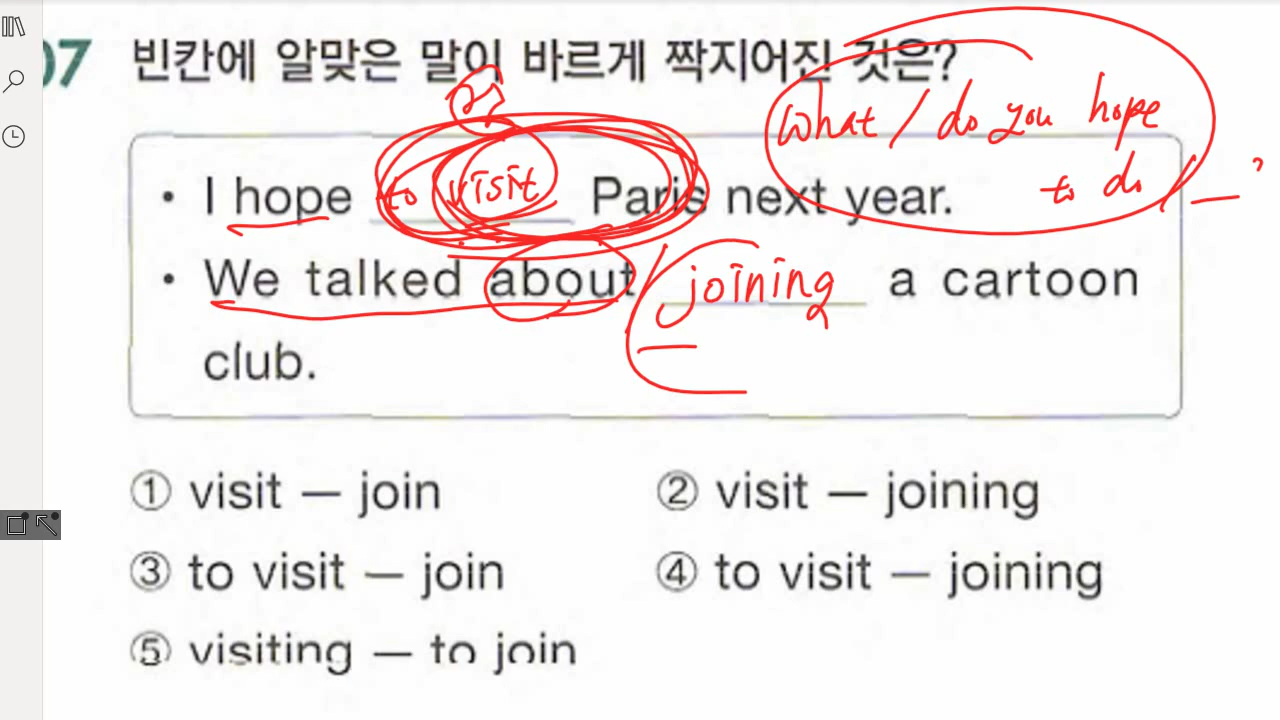 07 빈칸에 알맞은 말이 바르게 짝지어진 것은?
What / do you hope
to do / __ ?
• I hope to visit Paris next year.
• We talked about joining a cartoon
club.
① visit – join
② visit – joining
③ to visit – join
④ to visit – joining
⑤ visiting – to join